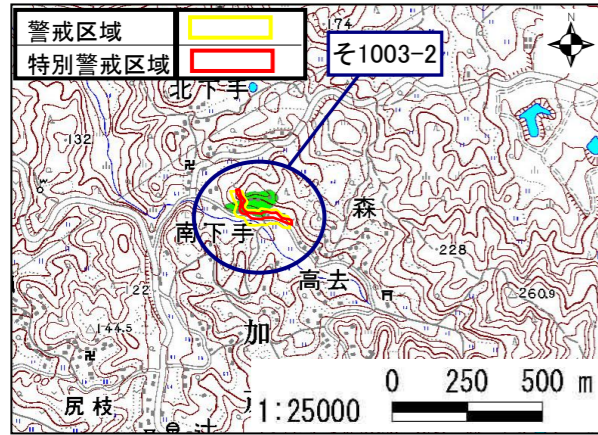 警戒区域
特別警戒区域
174
N
そ1003-2
北下手
132
森
南下手
228
高去
22
260.9
144.5
加
尻枝
0 250 500 m
1:25000